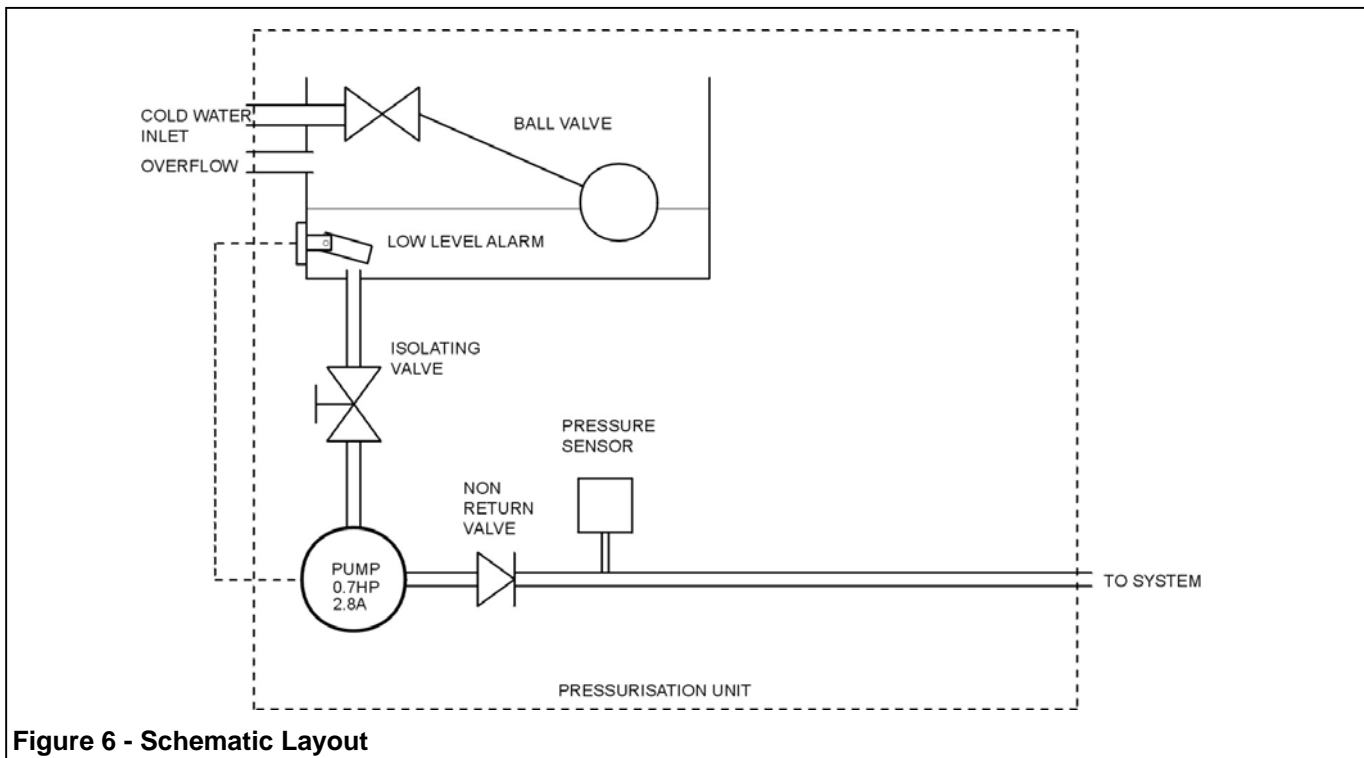 COLD WATER
INLET
BALL VALVE
OVERFLOW
LOW LEVEL ALARM
ISOLATING
VALVE
PRESSURE
SENSOR
NON
RETURN
VALVE
PUMP
0.7HP
2.8A
TO SYSTEM
PRESSURISATION UNIT
Figure 6 - Schematic Layout